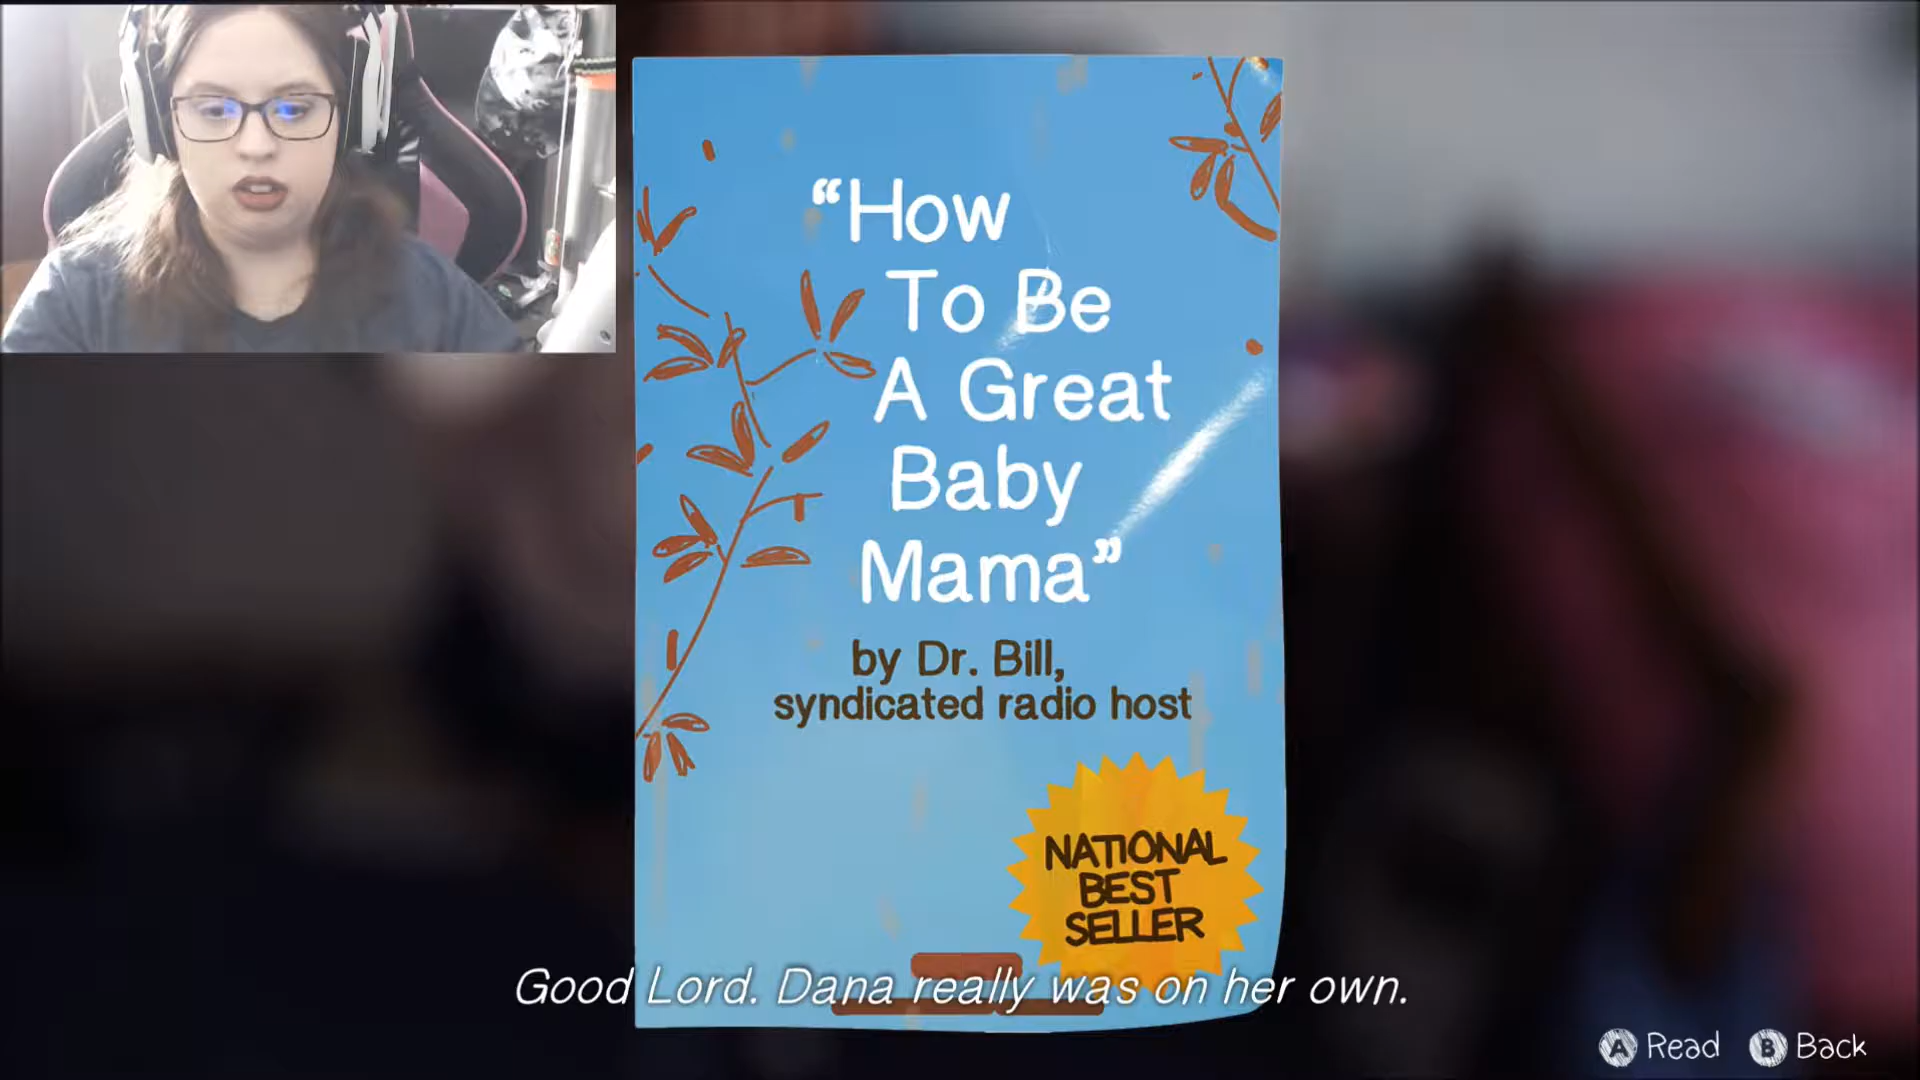 “How
To Be
A Great
Baby
Mama”
by Dr. Bill,
syndicated radio host
NATIONAL
BEST
SELLER
Good Lord. Dana really was on her own.
A Read B Back